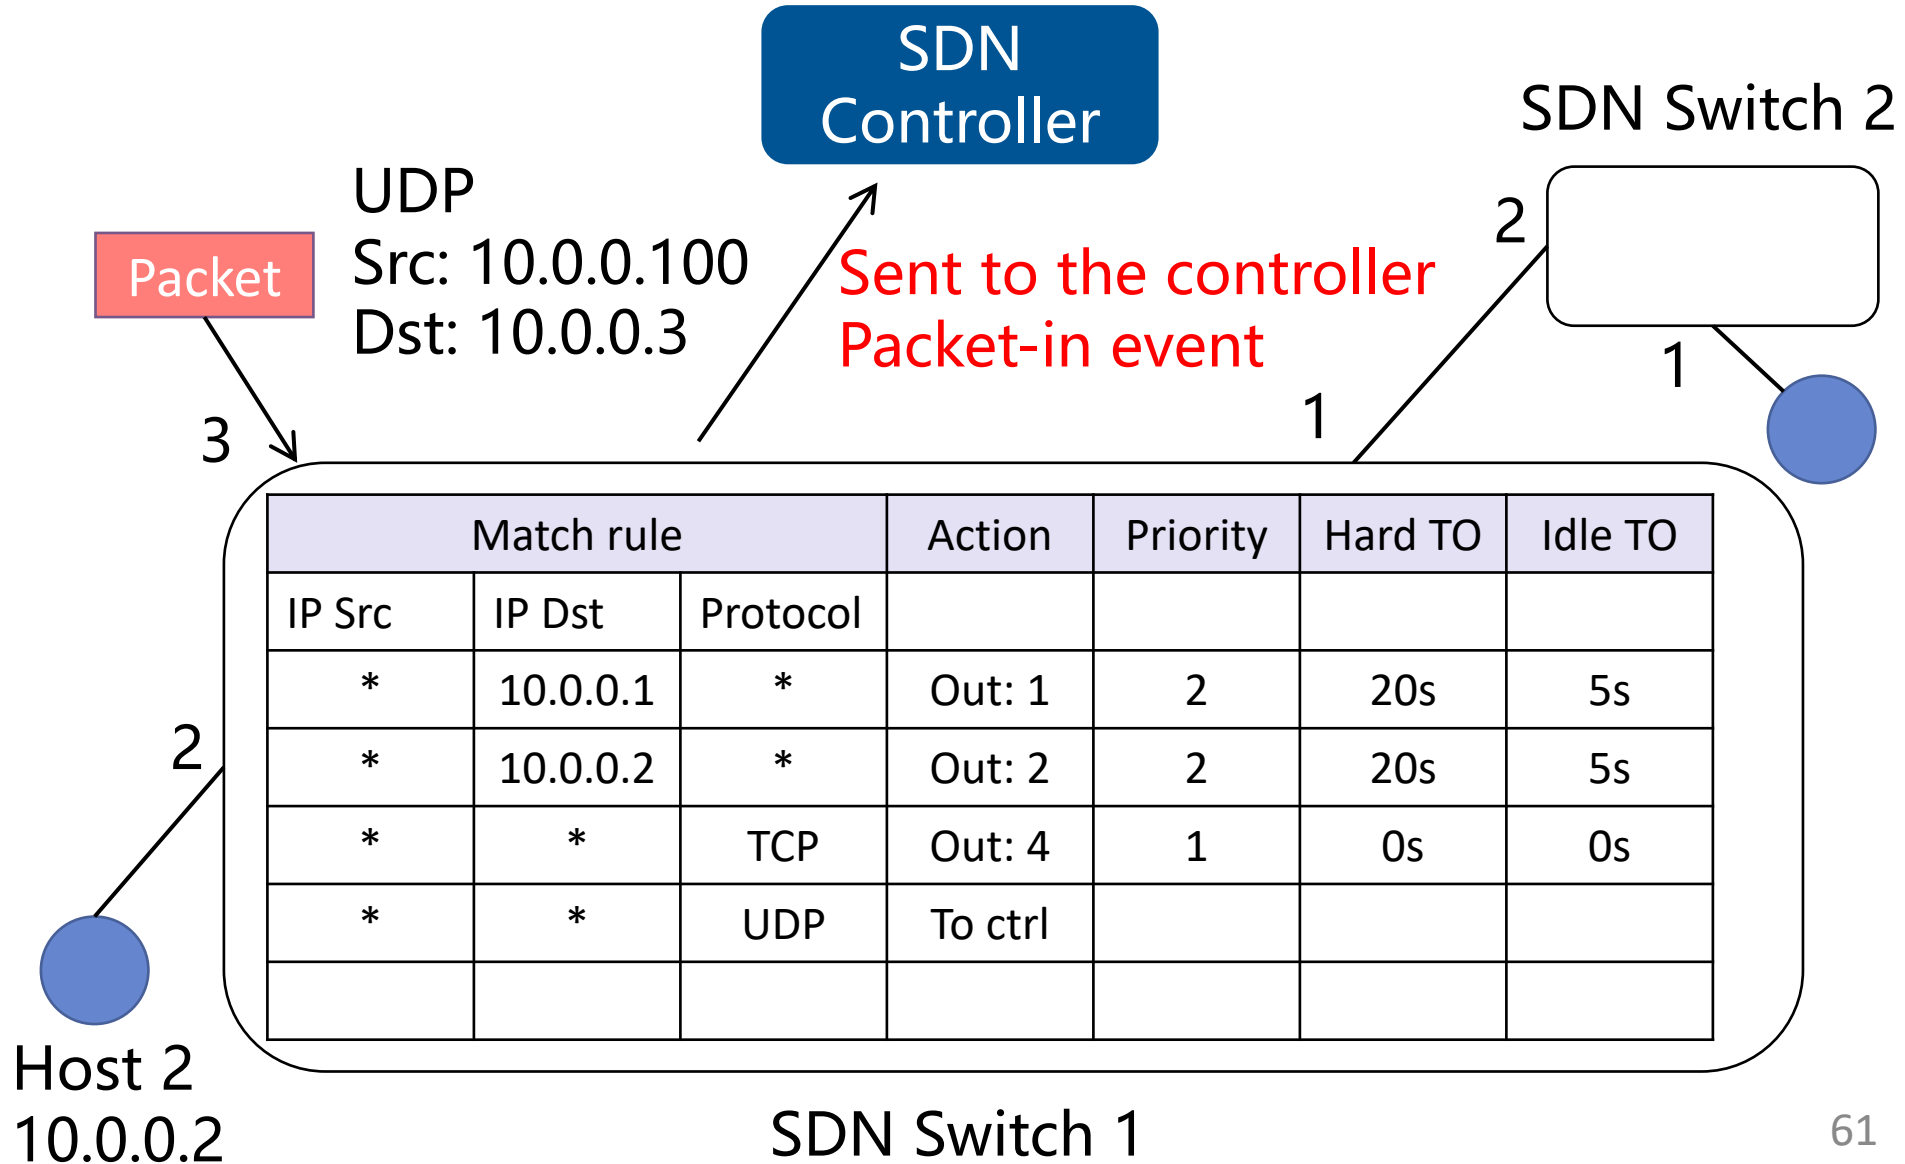 SDN
Controller
SDN Switch 2
UDP
Src: 10.0.0.100
Dst: 10.0.0.3
Packet
Sent to the controller
Packet-in event
2
1
1
3
Match rule Action Priority Hard TO Idle TO
IP Src IP Dst Protocol
* 10.0.0.1 * Out: 1 2 20s 5s
* 10.0.0.2 * Out: 2 2 20s 5s
* * TCP Out: 4 1 0s 0s
* * UDP To ctrl
2
Host 2
10.0.0.2
SDN Switch 1
61